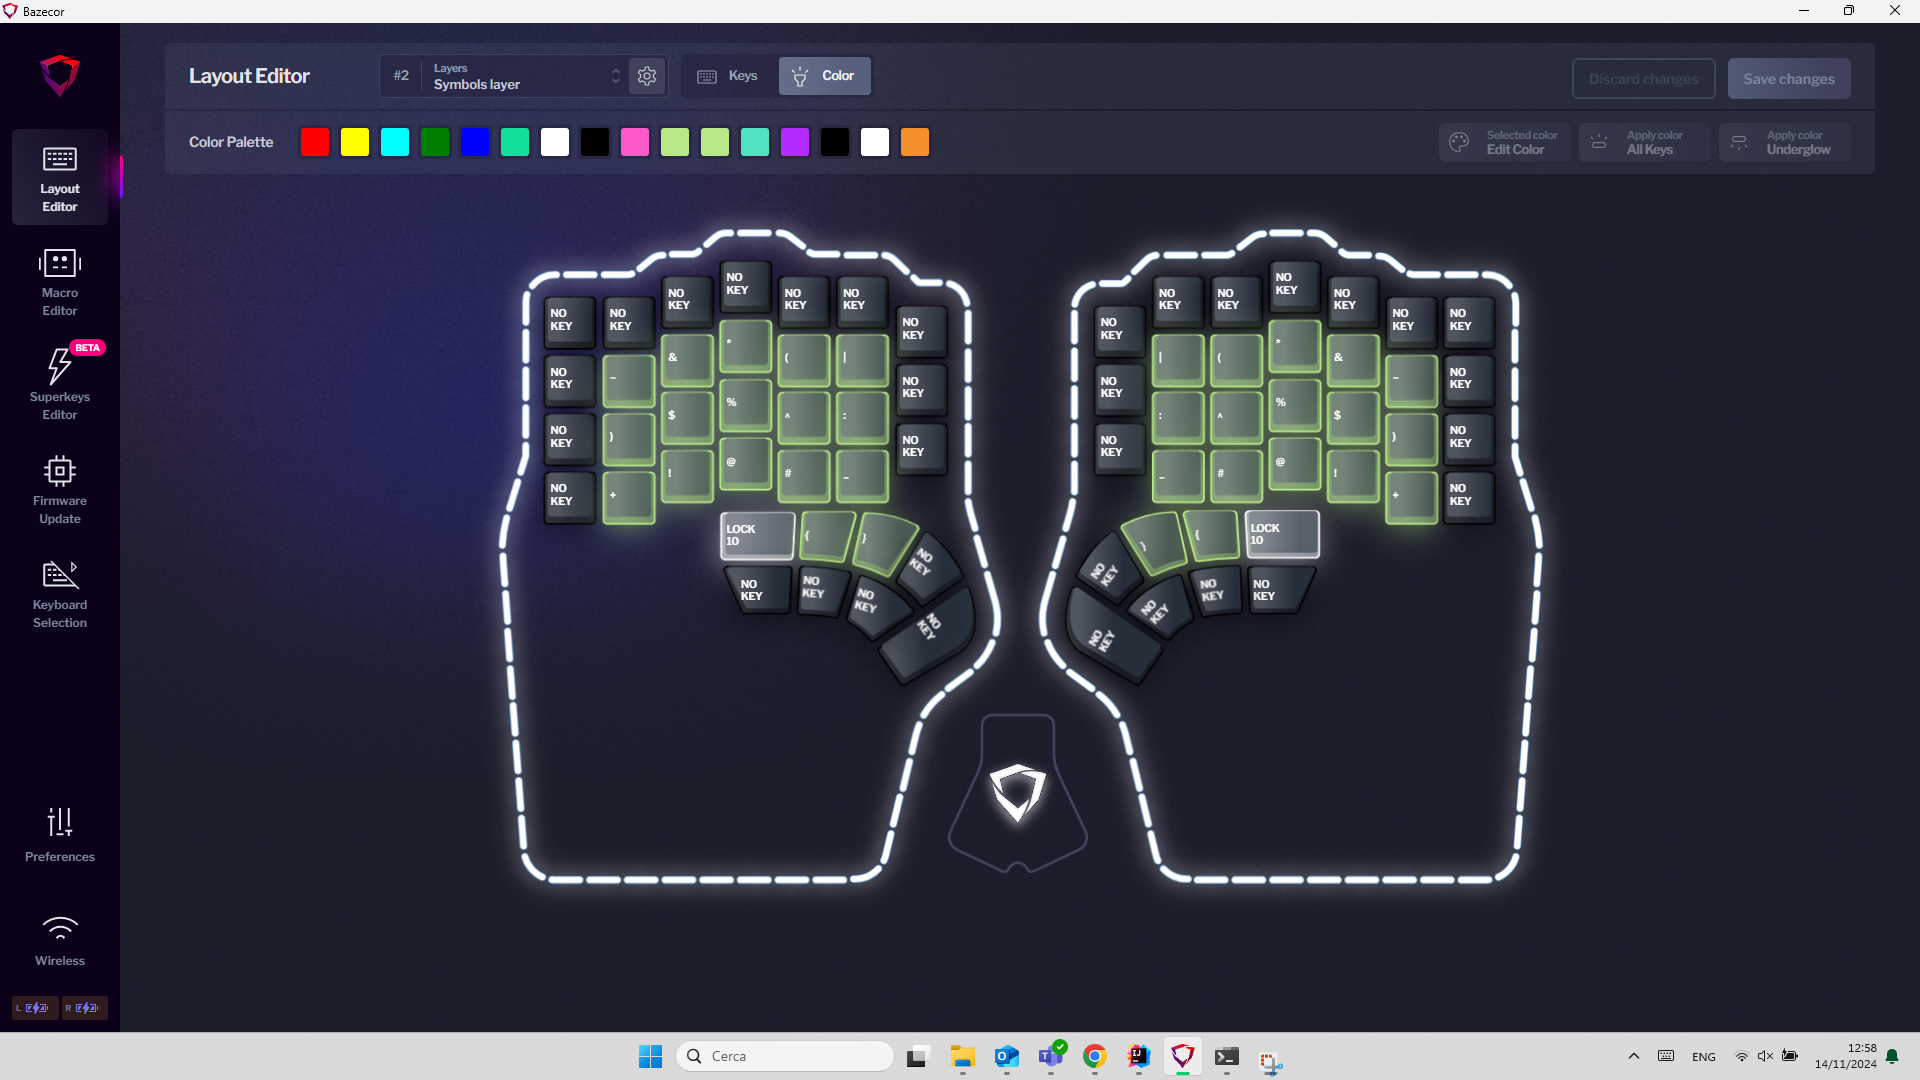 Bazecor
Layout Editor
#2
Layers
Symbols layer
Keys
Color
Discard changes
Save changes
Color Palette
Selected color
Edit Color
Apply color
All Keys
Apply color
Underglow
Layout
Editor
Macro
Editor
BETA
Superkeys
Editor
Firmware
Update
Keyboard
Selection
Preferences
Wireless
L
R
NO
KEY
NO
KEY
NO
KEY
NO
KEY
NO
KEY
NO
KEY
NO
KEY
NO
KEY
~
&
*
(
|
NO
KEY
NO
KEY
)
$
%
^
:
NO
KEY
NO
KEY
+
!
@
#
_
LOCK
10
{
}
NO
KEY
NO
KEY
NO
KEY
NO
KEY
NO
KEY
NO
KEY
NO
KEY
NO
KEY
NO
KEY
NO
KEY
NO
KEY
NO
KEY
NO
KEY
|
(
*
&
~
NO
KEY
NO
KEY
:
^
%
$
)
NO
KEY
_
#
@
!
+
NO
KEY
NO
KEY
}
{
LOCK
10
NO
KEY
NO
KEY
NO
KEY
NO
KEY
Cerca
ENG
12:58
14/11/2024